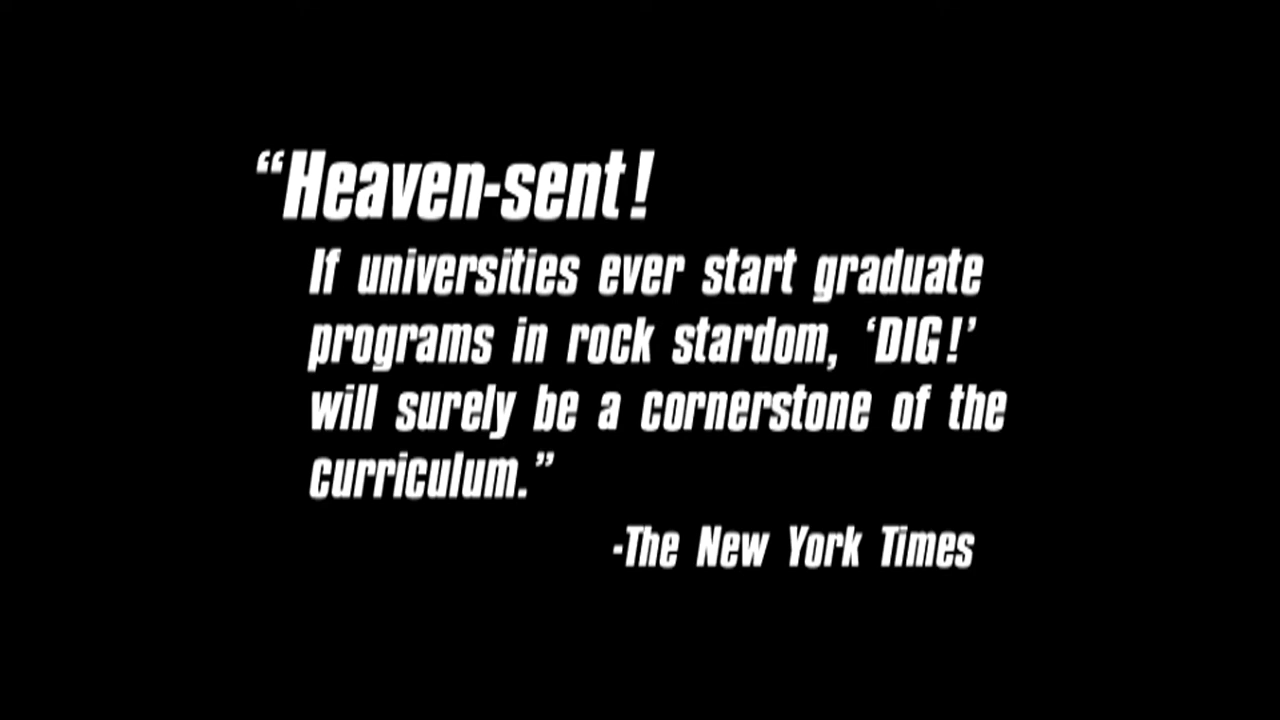 “Heaven-sent!
If universities ever start graduate
programs in rock stardom, ‘DIG!’
will surely be a cornerstone of the
curriculum.”
-The New York Times